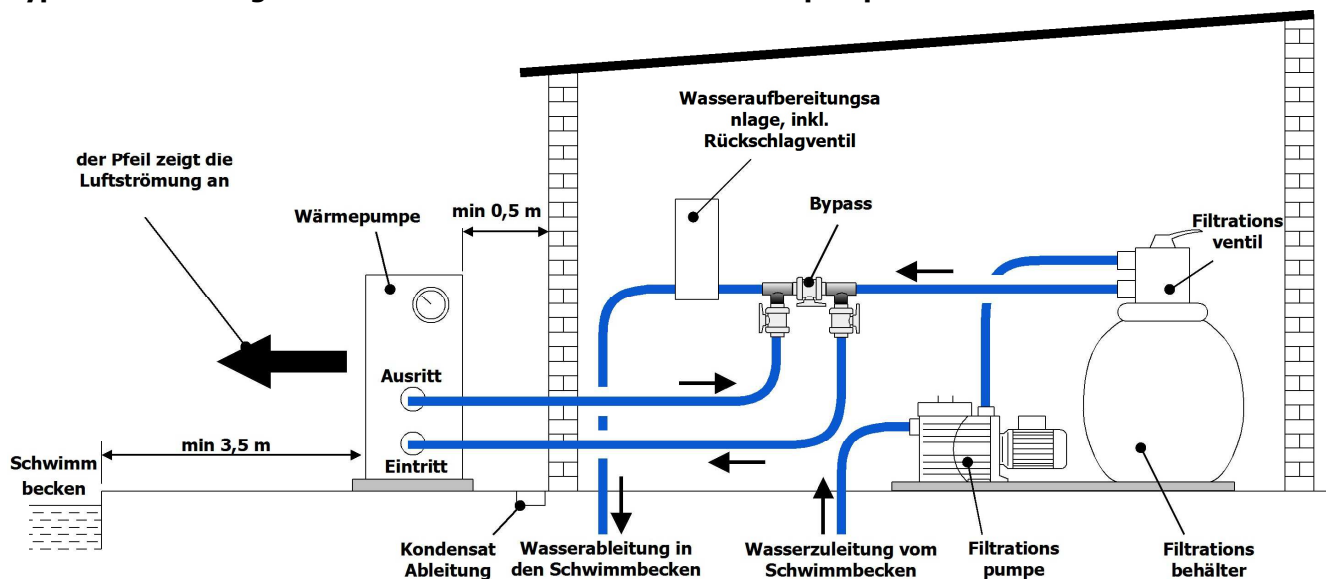 Wasseraufbereitungsa
nlage, inkl.
Rückschlagventil
der Pfeil zeigt die
Luftströmung an
Wärmepumpe
min 0,5 m
Bypass
Filtrations
ventil
Ausritt
min 3,5 m
Eintritt
Schwimm
becken
Kondensat
Ableitung
Wasserableitung in
den Schwimmbecken
Wasserzuleitung vom
Schwimmbecken
Filtrations
pumpe
Filtrations
behälter